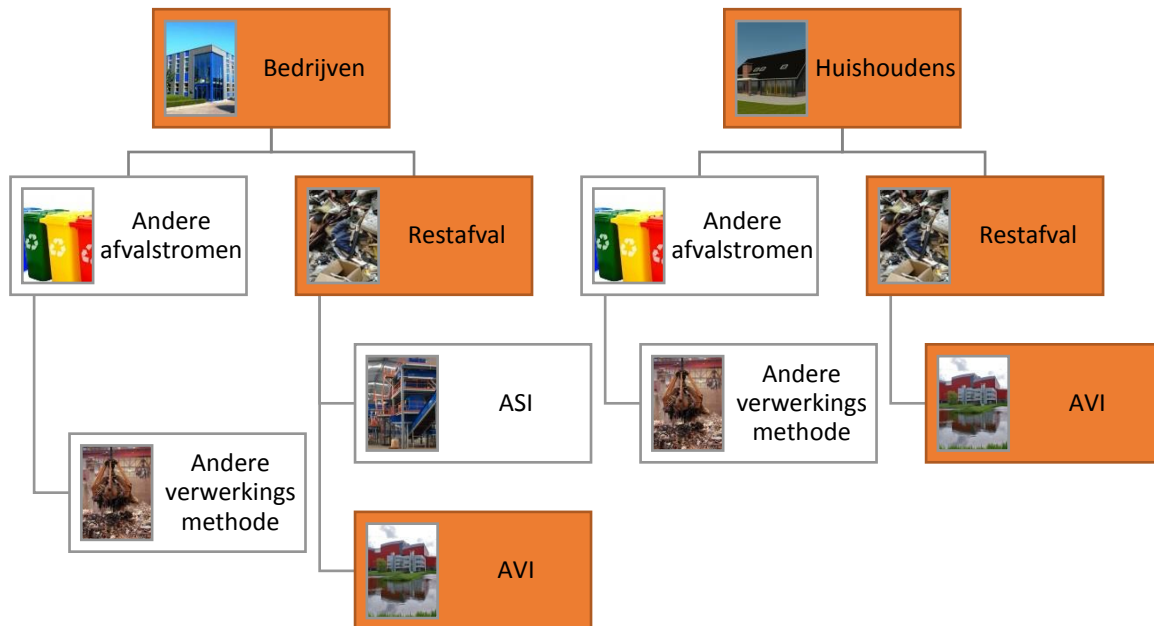 Bedrijven
Huishoudens
Andere
afvalstromen
Restafval
Andere
afvalstromen
Restafval
ASI
Andere
verwerkings
methode
AVI
Andere
verwerkings
methode
AVI